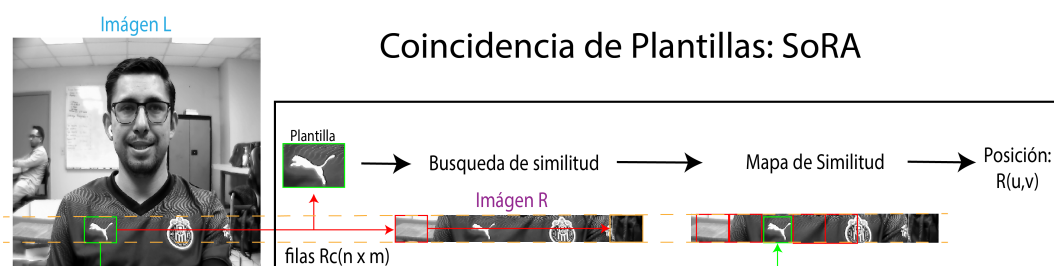 Imágen L
Coincidencia de Plantillas: SoRA
Plantilla
Busqueda de similitud
Mapa de Similitud
Posición:
R(u,v)
Imágen R
filas Rc(n x m)